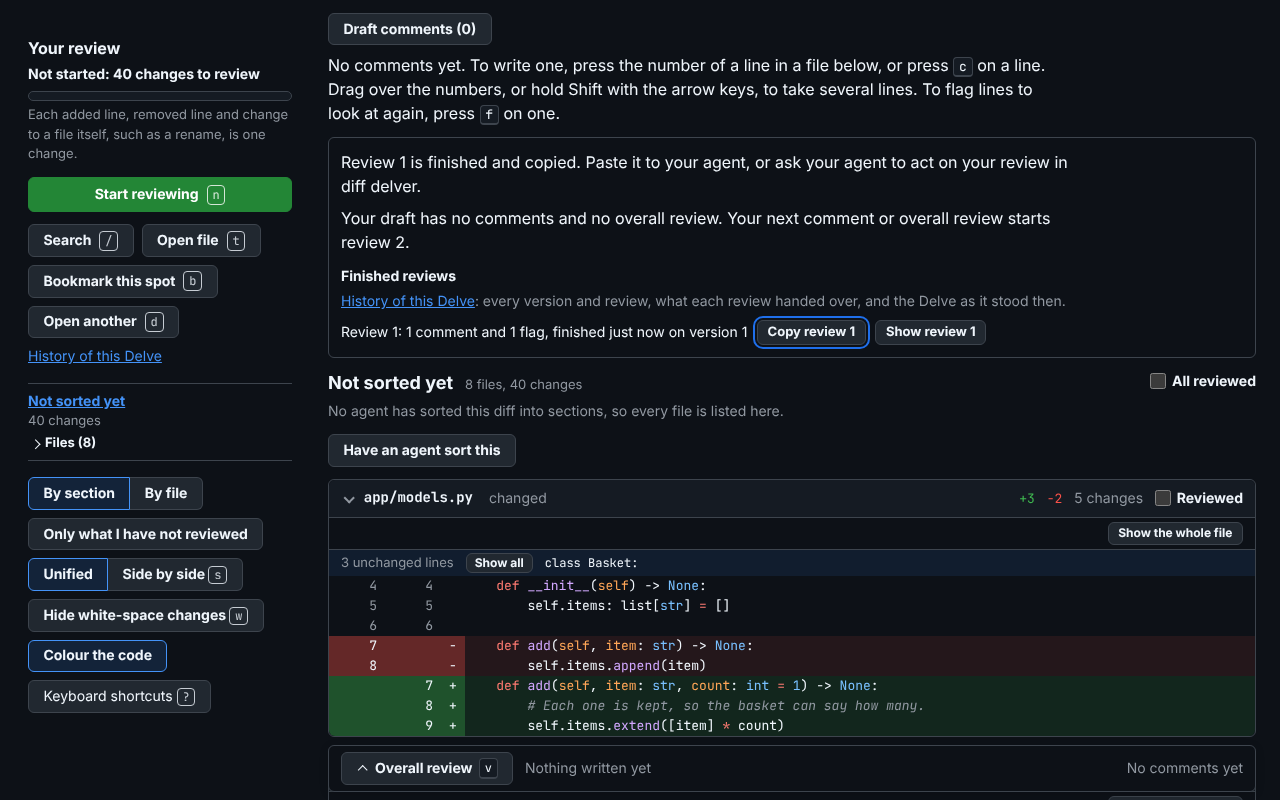 Your review
Not started: 40 changes to review
Each added line, removed line and change
to a file itself, such as a rename, is one
change.
Start reviewing n
Search / Open file t
Bookmark this spot b
Open another d
History of this Delve
Not sorted yet
40 changes
Files (8)
By section By file
Only what I have not reviewed
Unified Side by side s
Hide white-space changes w
Colour the code
Keyboard shortcuts ?
Draft comments (0)
No comments yet. To write one, press the number of a line in a file below, or press c on a line.
Drag over the numbers, or hold Shift with the arrow keys, to take several lines. To flag lines to
look at again, press f on one.
Review 1 is finished and copied. Paste it to your agent, or ask your agent to act on your review in
diff delver.
Your draft has no comments and no overall review. Your next comment or overall review starts
review 2.
Finished reviews
History of this Delve: every version and review, what each review handed over, and the Delve as it stood then.
Review 1: 1 comment and 1 flag, finished just now on version 1 Copy review 1 Show review 1
Not sorted yet 8 files, 40 changes All reviewed
No agent has sorted this diff into sections, so every file is listed here.
Have an agent sort this
app/models.py changed +3 -2 5 changes Reviewed
Show the whole file
3 unchanged lines Show all class Basket:
4 4 def __init__(self) -> None:
5 5 self.items: list[str] = []
6 6
7 - def add(self, item: str) -> None:
8 - self.items.append(item)
7 + def add(self, item: str, count: int = 1) -> None:
8 + # Each one is kept, so the basket can say how many.
9 + self.items.extend([item] * count)
Overall review v Nothing written yet No comments yet